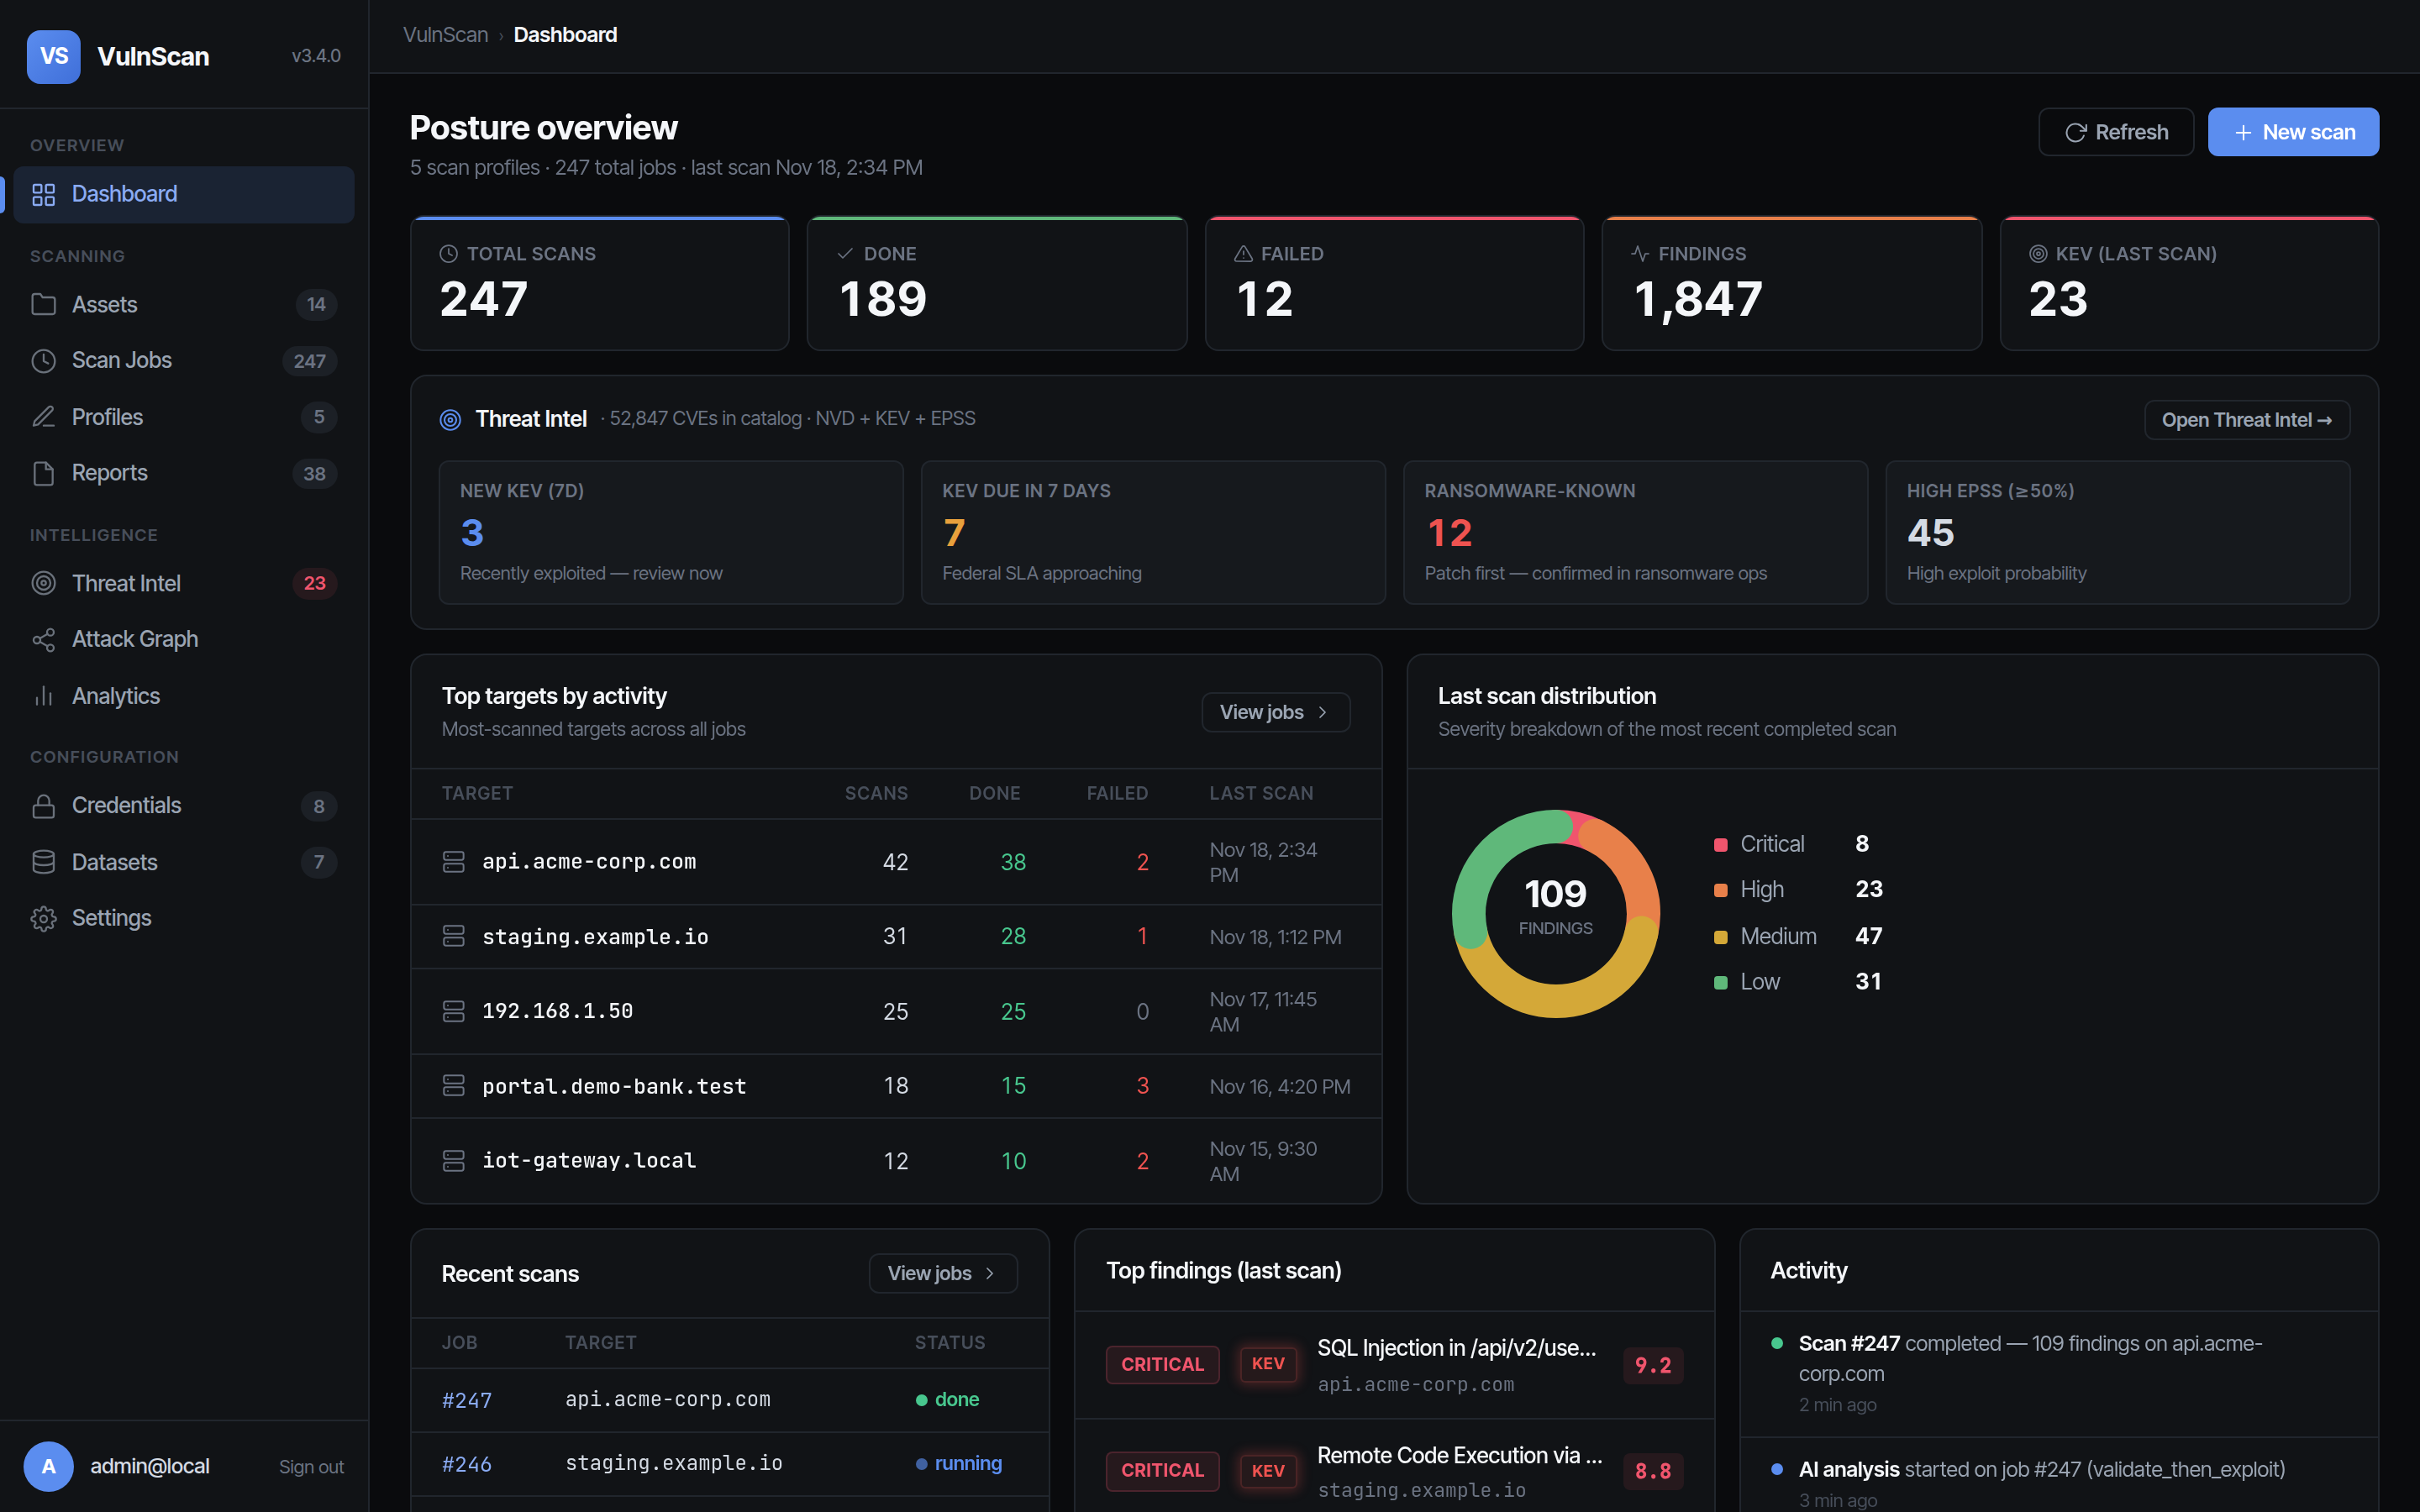 VS VulnScan v3.4.0
OVERVIEW
Dashboard
SCANNING
Assets 14
Scan Jobs 247
Profiles 5
Reports 38
INTELLIGENCE
Threat Intel 23
Attack Graph
Analytics
CONFIGURATION
Credentials 8
Datasets 7
Settings
A admin@local Sign out
VulnScan › Dashboard
Posture overview
5 scan profiles · 247 total jobs · last scan Nov 18, 2:34 PM
Refresh
+ New scan
TOTAL SCANS
247
DONE
189
FAILED
12
FINDINGS
1,847
KEV (LAST SCAN)
23
Threat Intel · 52,847 CVEs in catalog · NVD + KEV + EPSS
Open Threat Intel →
NEW KEV (7D)
3
Recently exploited — review now
KEV DUE IN 7 DAYS
7
Federal SLA approaching
RANSOMWARE-KNOWN
12
Patch first — confirmed in ransomware ops
HIGH EPSS (≥50%)
45
High exploit probability
Top targets by activity
Most-scanned targets across all jobs
View jobs
TARGET SCANS DONE FAILED LAST SCAN
api.acme-corp.com 42 38 2 Nov 18, 2:34
PM
staging.example.io 31 28 1 Nov 18, 1:12 PM
192.168.1.50 25 25 0 Nov 17, 11:45
AM
portal.demo-bank.test 18 15 3 Nov 16, 4:20 PM
iot-gateway.local 12 10 2 Nov 15, 9:30
AM
Last scan distribution
Severity breakdown of the most recent completed scan
109
FINDINGS
Critical 8
High 23
Medium 47
Low 31
Recent scans
View jobs
JOB TARGET STATUS
#247 api.acme-corp.com done
#246 staging.example.io running
Top findings (last scan)
CRITICAL KEV SQL Injection in /api/v2/use... 9.2
api.acme-corp.com
CRITICAL KEV Remote Code Execution via ... 8.8
staging.example.io
Activity
Scan #247 completed — 109 findings on api.acme-
corp.com
2 min ago
AI analysis started on job #247 (validate_then_exploit)
3 min ago